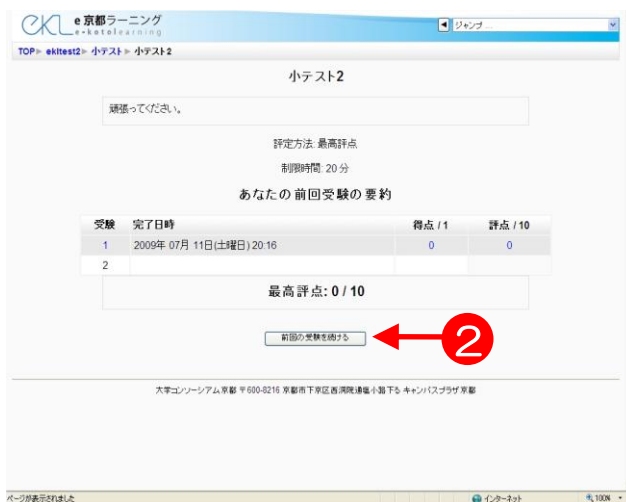 EKL e京都ラーニング
e-kotolearning
ジャンプ...
TOP ekltest2 小テスト 小テスト2
小テスト2
頑張ってください。
評定方法: 最高評点
制限時間: 20 分
あなたの前回受験の要約
受験 完了日時 得点 / 1 評点 / 10
1 2009年 07月 11日(土曜日) 20:16 0 0
2
最高評点: 0 / 10
前回の受験を続ける
2
大学コンソーシアム京都 〒600-8216 京都市下京区西洞院通塩小路下る キャンパスプラザ京都
ページが表示されました インターネット 100%